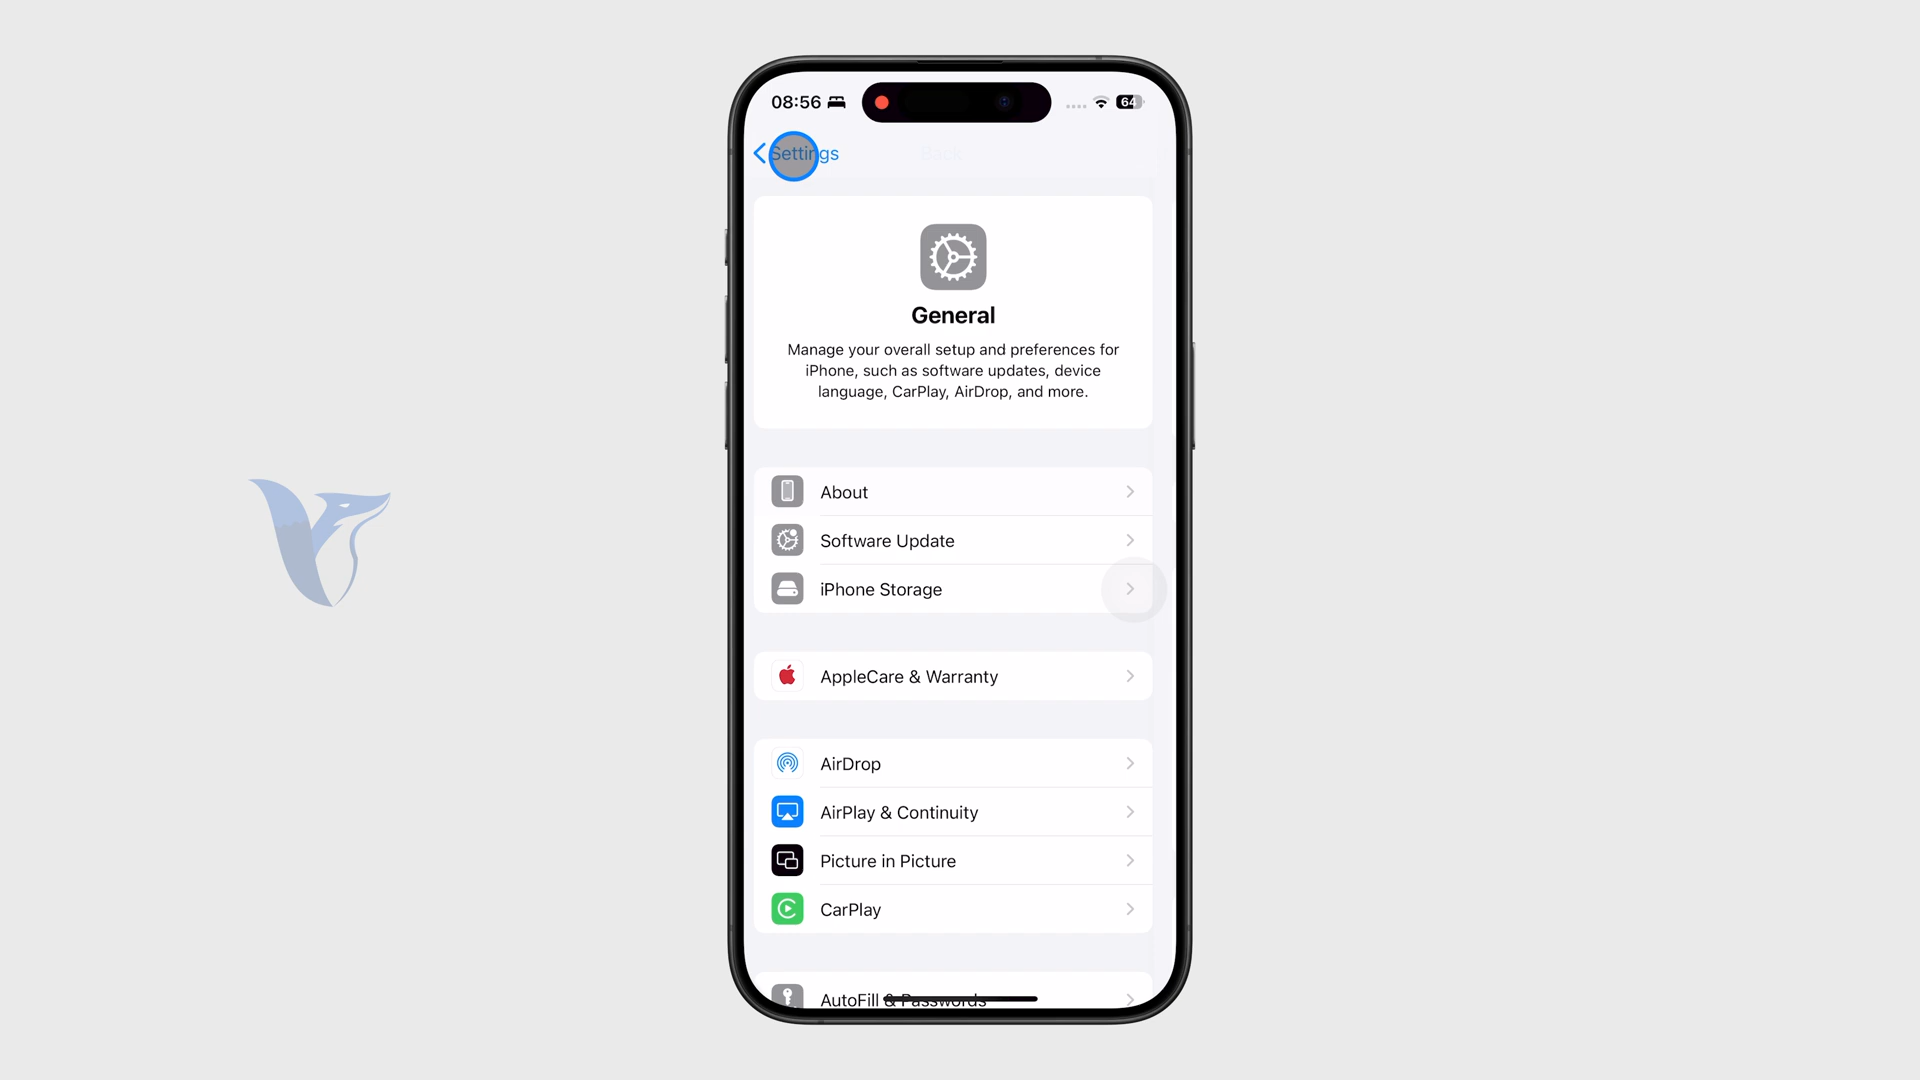 08:56
64
Settings
Back
General
Manage your overall setup and preferences for
iPhone, such as software updates, device
language, CarPlay, AirDrop, and more.
About
Software Update
iPhone Storage
AppleCare & Warranty
AirDrop
AirPlay & Continuity
Picture in Picture
CarPlay
AutoFill & Passwords